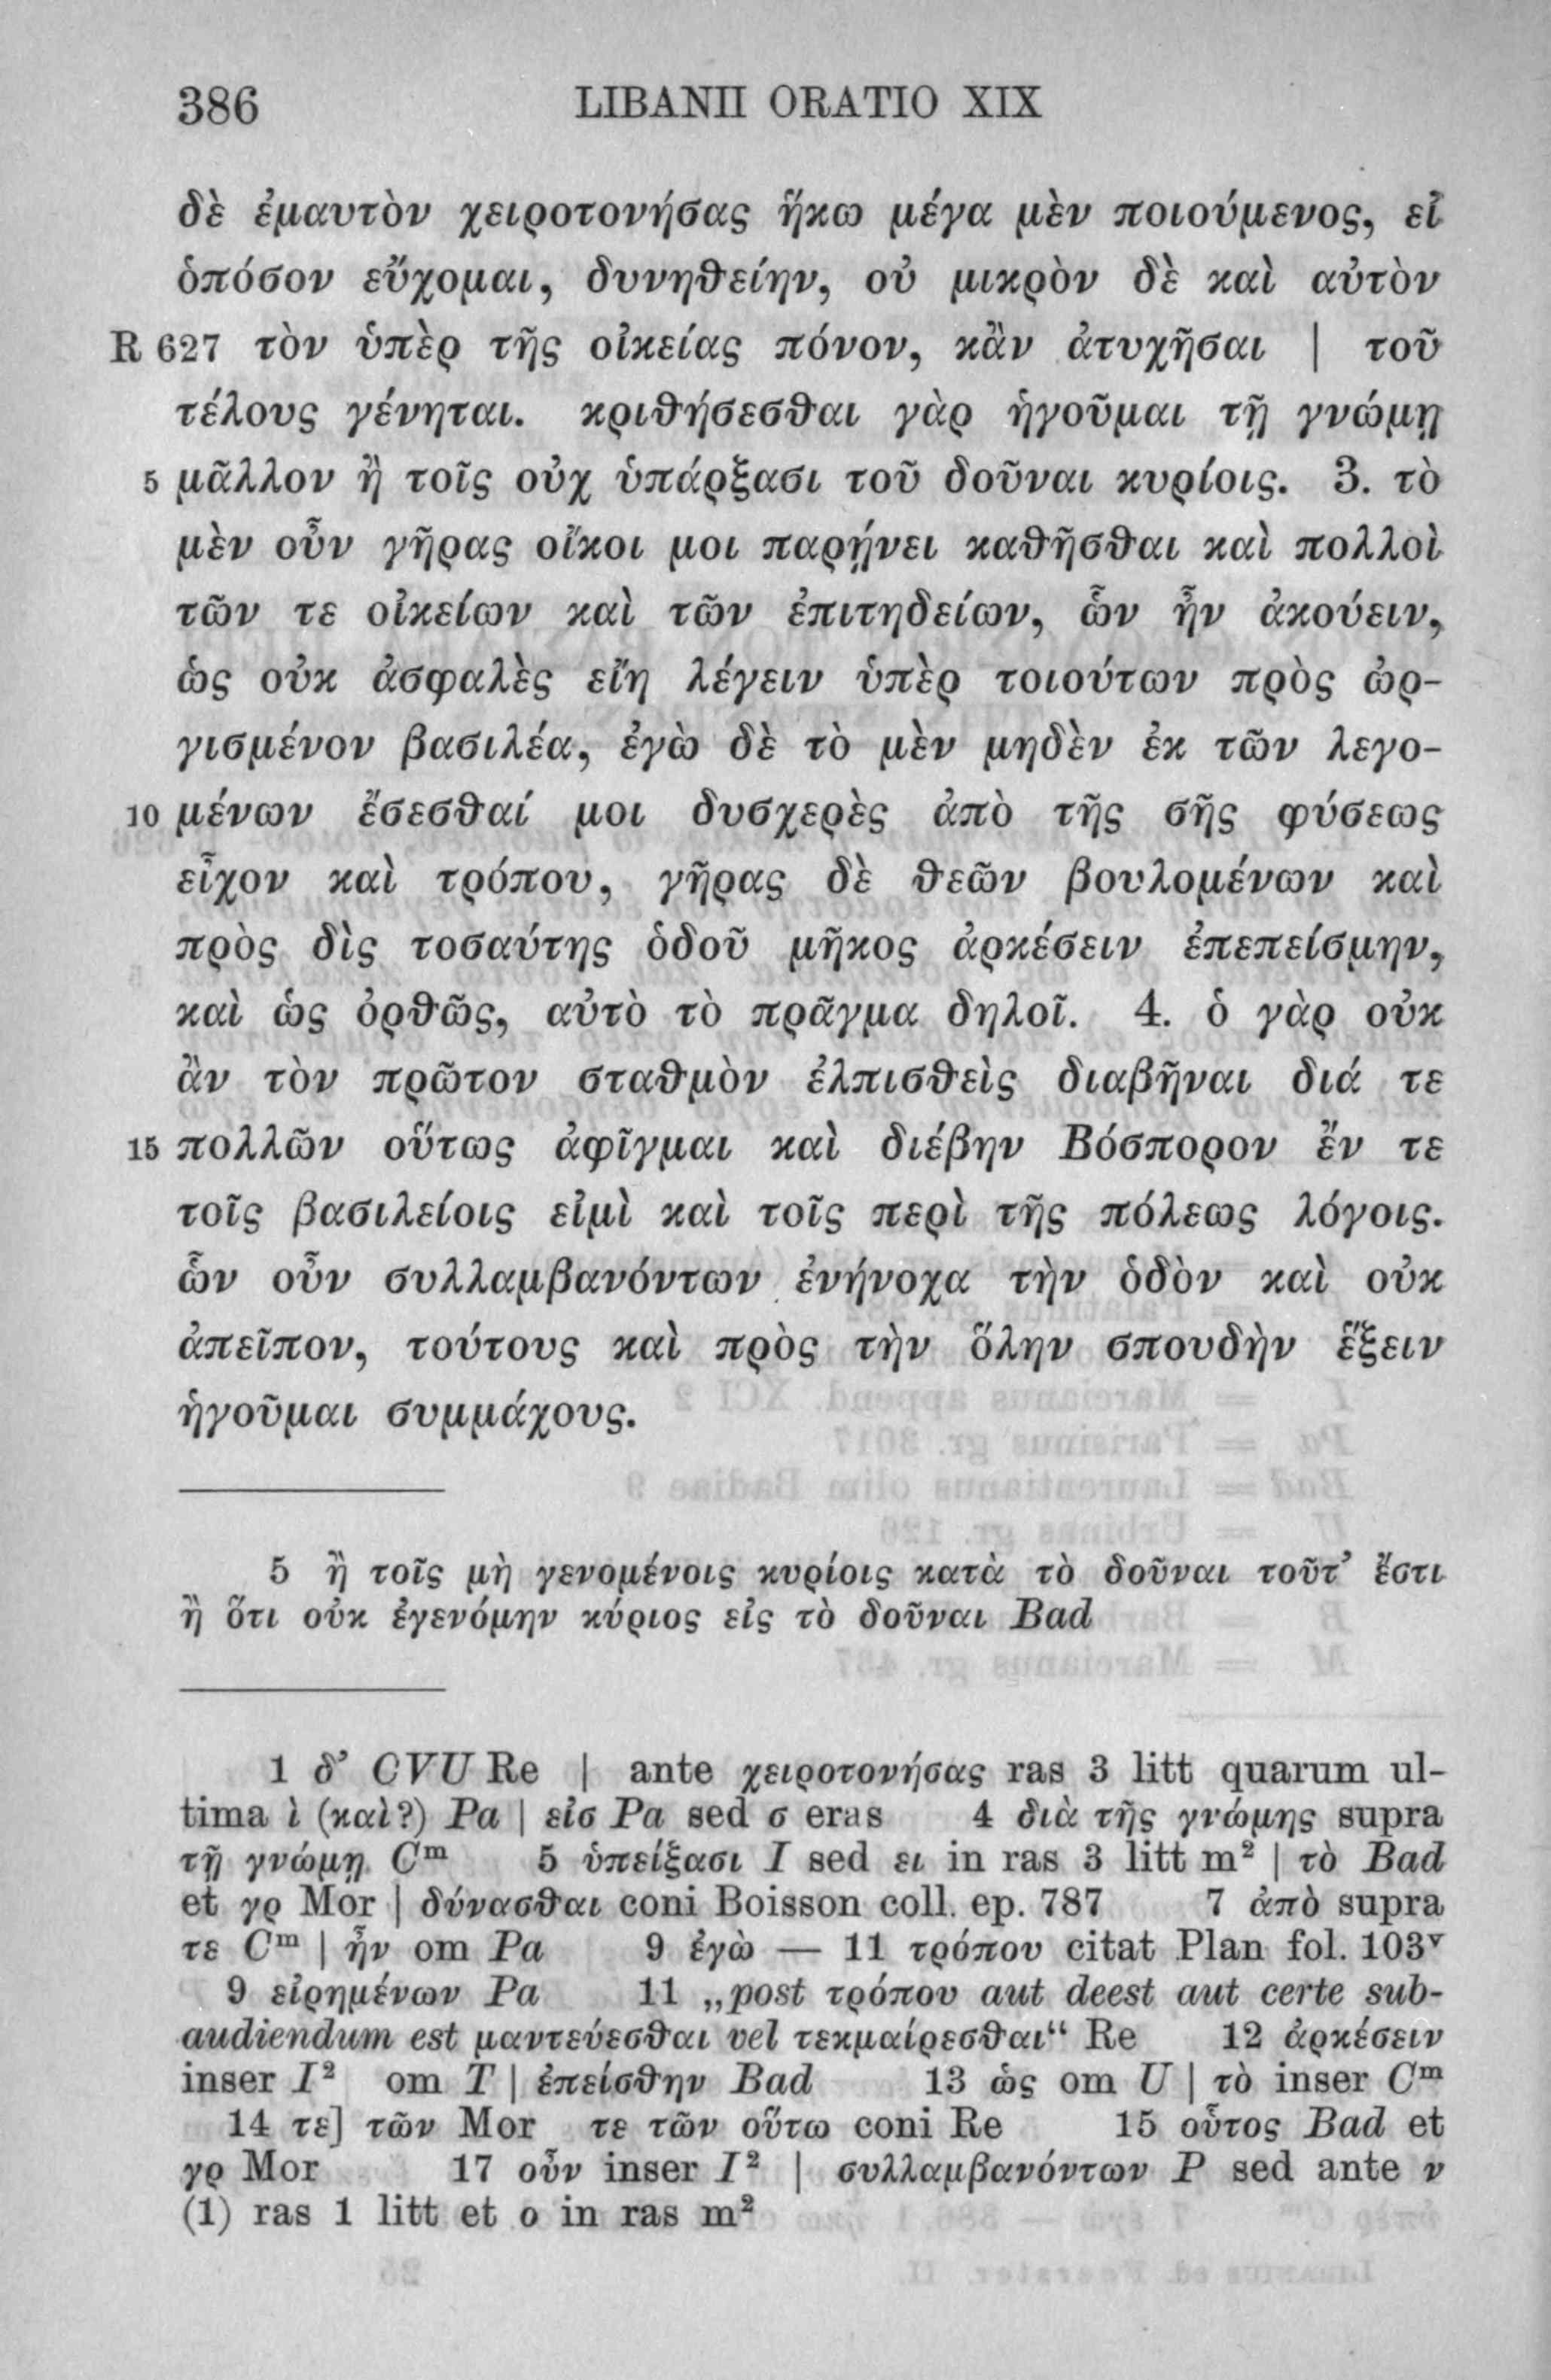 386 LIBANII ORATIO XIX
δὲ ἐμαυτὸν χειροτονήσας ἥκω μέγα μὲν ποιούμενος, εἰ
ὁπόσον εὔχομαι, δυνηθείην, οὐ μικρὸν δὲ καὶ αὐτὸν
R 627 τὸν ὑπὲρ τῆς οἰκείας πόνον, κἂν ἀτυχῆσαι | τοῦ
τέλους γένηται. κριθήσεσθαι γὰρ ἡγοῦμαι τῇ γνώμῃ
5 μᾶλλον ἢ τοῖς οὐχ ὑπάρξασι τοῦ δοῦναι κυρίοις. 3. τὸ
μὲν οὖν γῆρας οἴκοι μοι παρῄνει καθῆσθαι καὶ πολλοὶ
τῶν τε οἰκείων καὶ τῶν ἐπιτηδείων, ὧν ἦν ἀκούειν,
ὡς οὐκ ἀσφαλὲς εἴη λέγειν ὑπὲρ τοιούτων πρὸς ὠρ-
γισμένον βασιλέα, ἐγὼ δὲ τὸ μὲν μηδὲν ἐκ τῶν λεγο-
10 μένων ἔσεσθαί μοι δυσχερὲς ἀπὸ τῆς σῆς φύσεως
εἶχον καὶ τρόπου, γῆρας δὲ θεῶν βουλομένων καὶ
πρὸς δὶς τοσαύτης ὁδοῦ μῆκος ἀρκέσειν ἐπεπείσμην,
καὶ ὡς ὀρθῶς, αὐτὸ τὸ πρᾶγμα δηλοῖ. 4. ὁ γὰρ οὐκ
ἂν τὸν πρῶτον σταθμὸν ἐλπισθεὶς διαβῆναι διά τε
15 πολλῶν οὕτως ἀφῖγμαι καὶ διέβην Βόσπορον ἔν τε
τοῖς βασιλείοις εἰμὶ καὶ τοῖς περὶ τῆς πόλεως λόγοις.
ὧν οὖν συλλαμβανόντων ἐνήνοχα τὴν ὁδὸν καὶ οὐκ
ἀπεῖπον, τούτους καὶ πρὸς τὴν ὅλην σπουδὴν ἕξειν
ἡγοῦμαι συμμάχους.
5 ἢ τοῖς μὴ γενομένοις κυρίοις κατὰ τὸ δοῦναι τοῦτ’ ἔστι
ἢ ὅτι οὐκ ἐγενόμην κύριος εἰς τὸ δοῦναι Bad
1 δ’ CVU Re | ante χειροτονήσας ras 3 litt quarum ul-
tima ὶ (καὶ?) Pa | εἰσ Pa sed σ eras 4 διὰ τῆς γνώμης supra
τῇ γνώμῃ Cᵐ 5 ὑπείξασι I sed ει in ras 3 litt m² | τὸ Bad
et γρ Mor | δύνασθαι coni Boisson coll. ep. 787 7 ἀπὸ supra
τε Cᵐ | ἦν om Pa 9 ἐγὼ — 11 τρόπου citat Plan fol. 103ᵛ
9 εἰρημένων Pa 11 „post τρόπου aut deest aut certe sub-
audiendum est μαντεύεσθαι vel τεκμαίρεσθαι“ Re 12 ἀρκέσειν
inser I² om T | ἐπείσθην Bad 13 ὡς om U | τὸ inser Cᵐ
14 τε] τῶν Mor τε τῶν οὕτω coni Re 15 οὗτος Bad et
γρ Mor 17 οὖν inser I² | συλλαμβανόντων P sed ante ν
(1) ras 1 litt et ο in ras m²